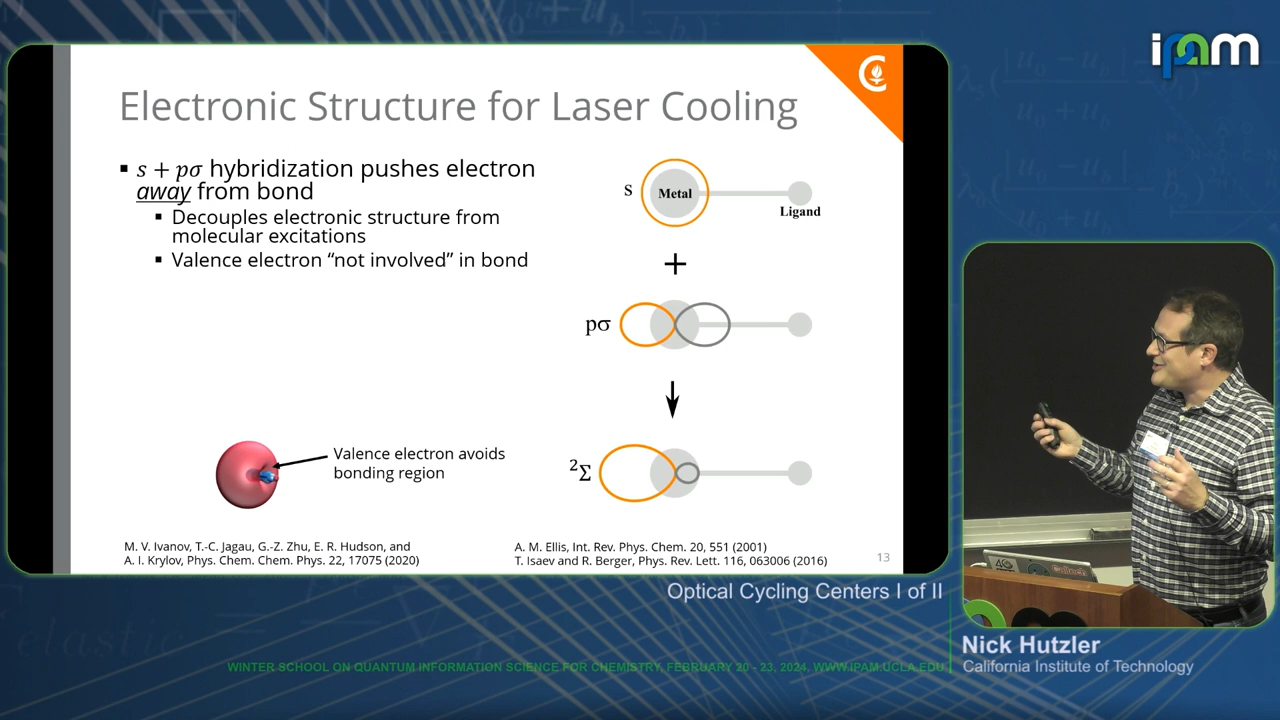 ipam
Electronic Structure for Laser Cooling
▪ s + pσ hybridization pushes electron
away from bond
▪ Decouples electronic structure from
molecular excitations
▪ Valence electron “not involved” in bond
S
Metal
Ligand
+
pσ
²Σ
Valence electron avoids
bonding region
M. V. Ivanov, T.-C. Jagau, G.-Z. Zhu, E. R. Hudson, and
A. I. Krylov, Phys. Chem. Chem. Phys. 22, 17075 (2020)
A. M. Ellis, Int. Rev. Phys. Chem. 20, 551 (2001)
T. Isaev and R. Berger, Phys. Rev. Lett. 116, 063006 (2016)
13
Optical Cycling Centers I of II
Nick Hutzler
California Institute of Technology
WINTER SCHOOL ON QUANTUM INFORMATION SCIENCE FOR CHEMISTRY, FEBRUARY 20 - 23, 2024, WWW.IPAM.UCLA.EDU
elastic
Caltech